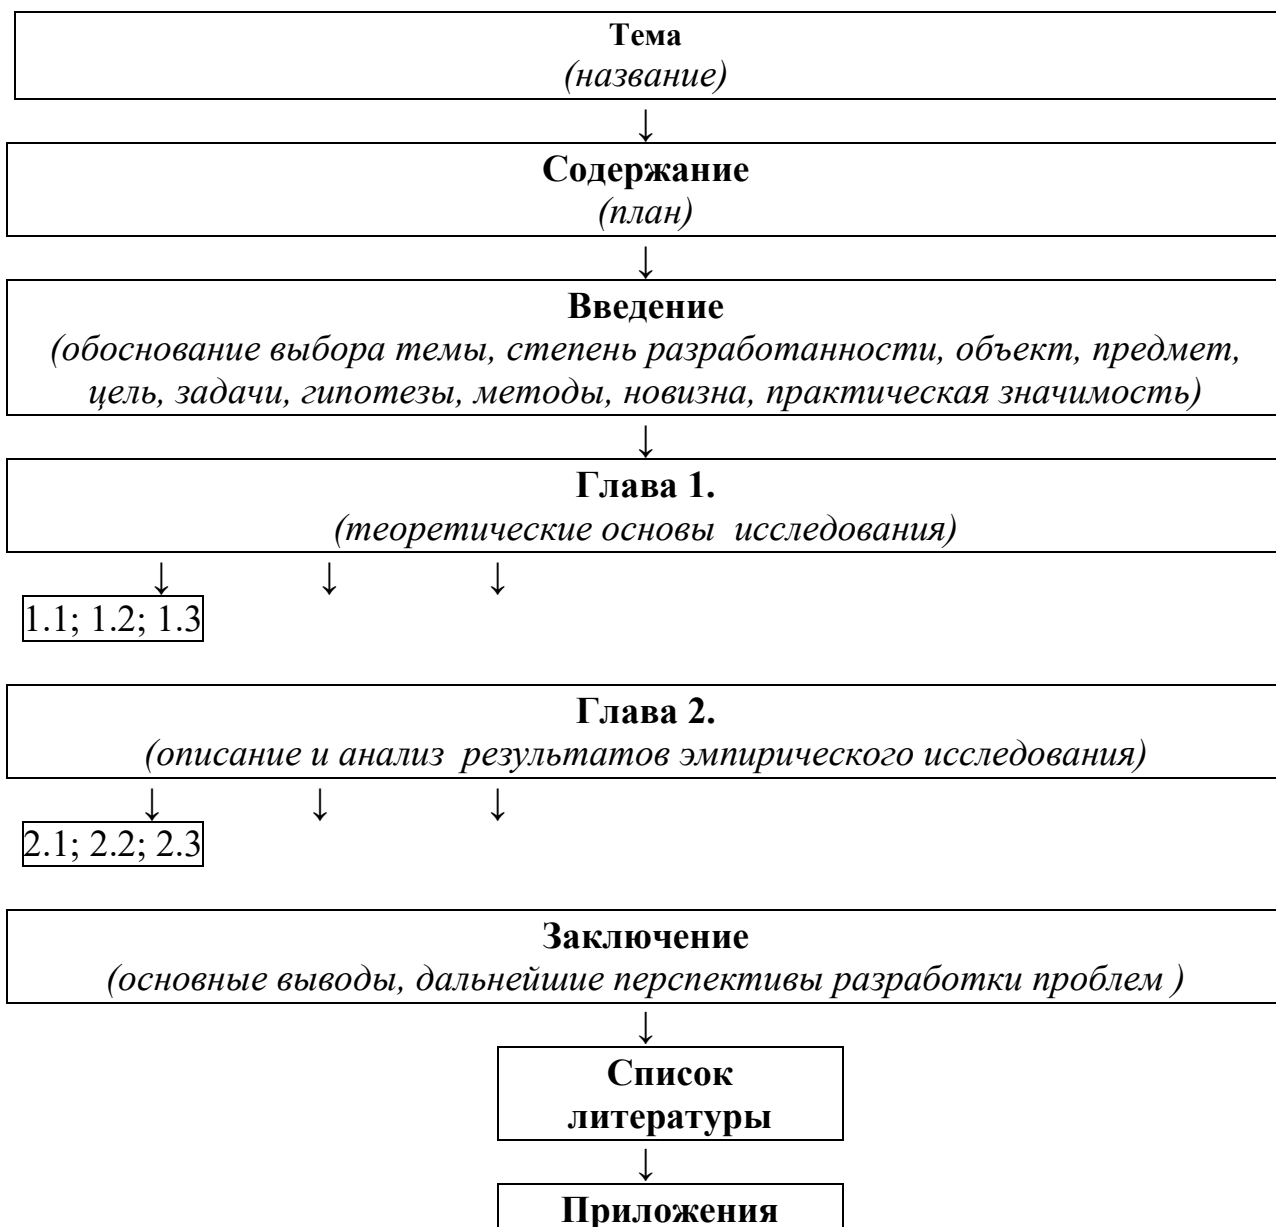 Тема
(название)
↓
Содержание
(план)
↓
Введение
(обоснование выбора темы, степень разработанности, объект, предмет,
цель, задачи, гипотезы, методы, новизна, практическая значимость)
↓
Глава 1.
(теоретические основы исследования)
↓ ↓ ↓
1.1; 1.2; 1.3
Глава 2.
(описание и анализ результатов эмпирического исследования)
↓ ↓ ↓
2.1; 2.2; 2.3
Заключение
(основные выводы, дальнейшие перспективы разработки проблем )
↓
Список
литературы
↓
Приложения